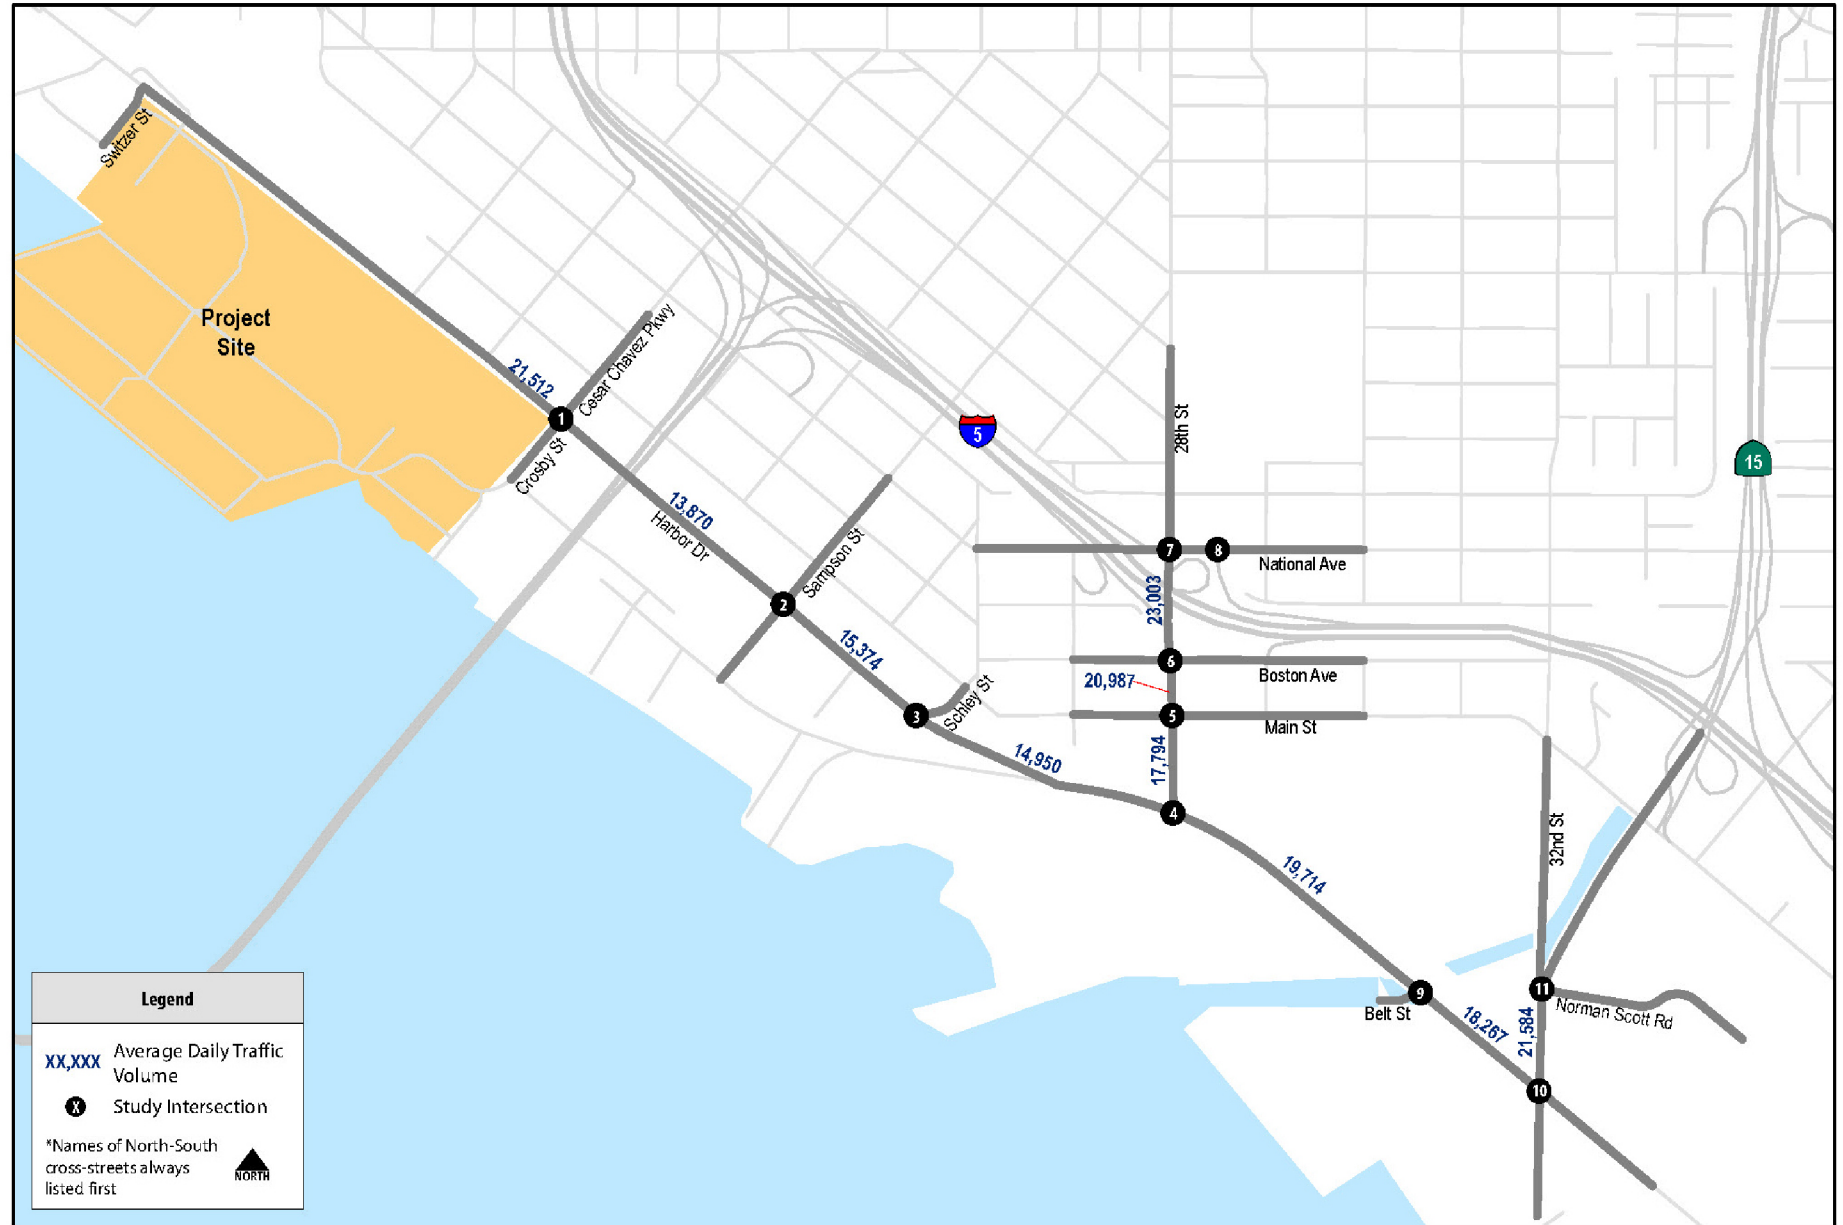 Switzer St
Project
Site
21,512
Cesar Chavez Pkwy
1
Crosby St
5
28th St
15
13,870
Harbor Dr
Sampson St
2
7
8
National Ave
23,003
15,374
6
Boston Ave
20,987
3
Schley St
5
Main St
14,950
17,794
4
32nd St
19,714
9
Belt St
11
Norman Scott Rd
18,267
21,584
10
Legend
XX,XXX
Average Daily Traffic
Volume
X
Study Intersection
*Names of North-South
cross-streets always
listed first
NORTH